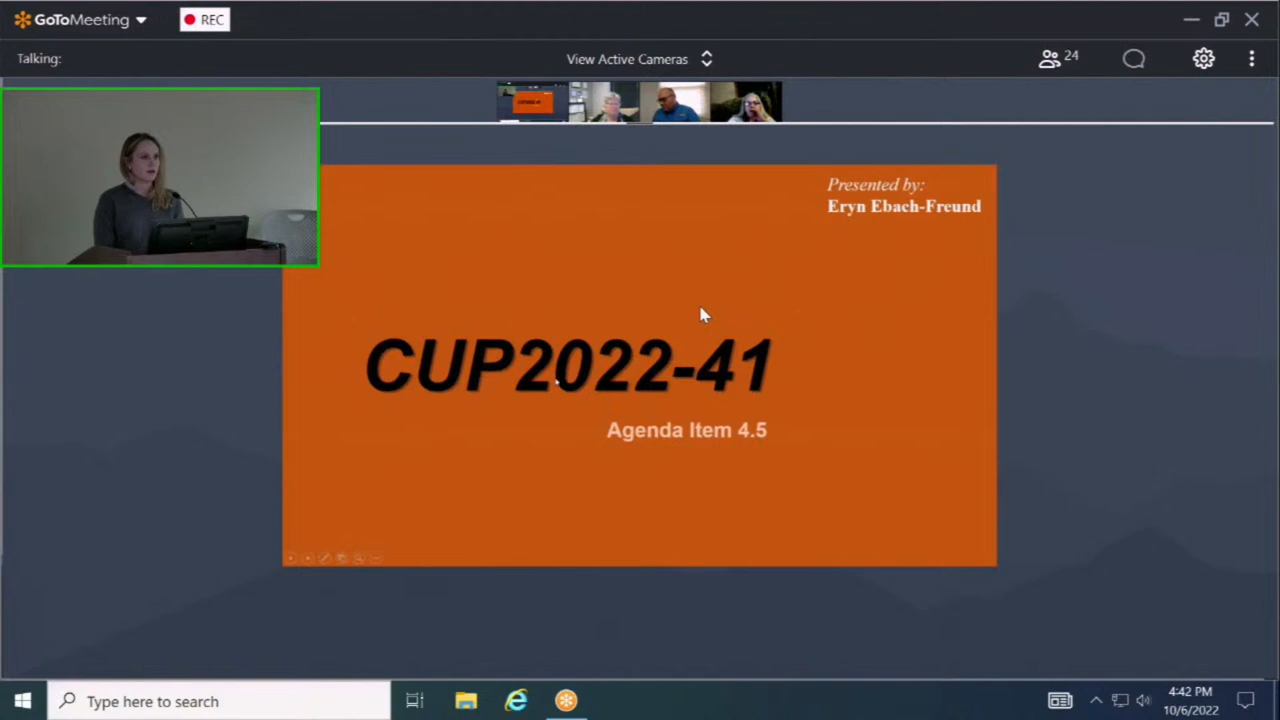 GoToMeeting
REC
Talking:
View Active Cameras
24
Presented by:
Eryn Ebach-Freund
CUP2022-41
Agenda Item 4.5
Type here to search
4:42 PM
10/6/2022